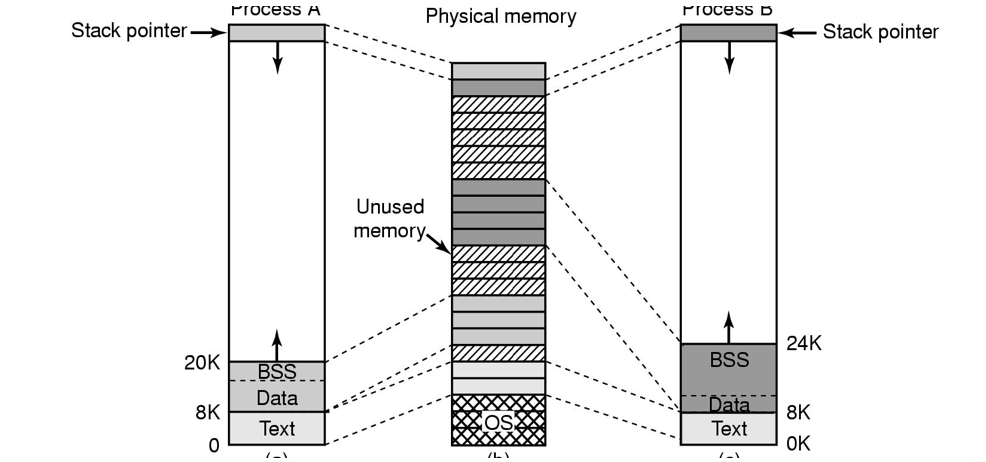 Process A
Physical memory
Process B
Stack pointer
Stack pointer
Unused
memory
24K
20K
BSS
BSS
Data
Data
8K
8K
Text
OS
Text
0
0K
(a)
(b)
(c)